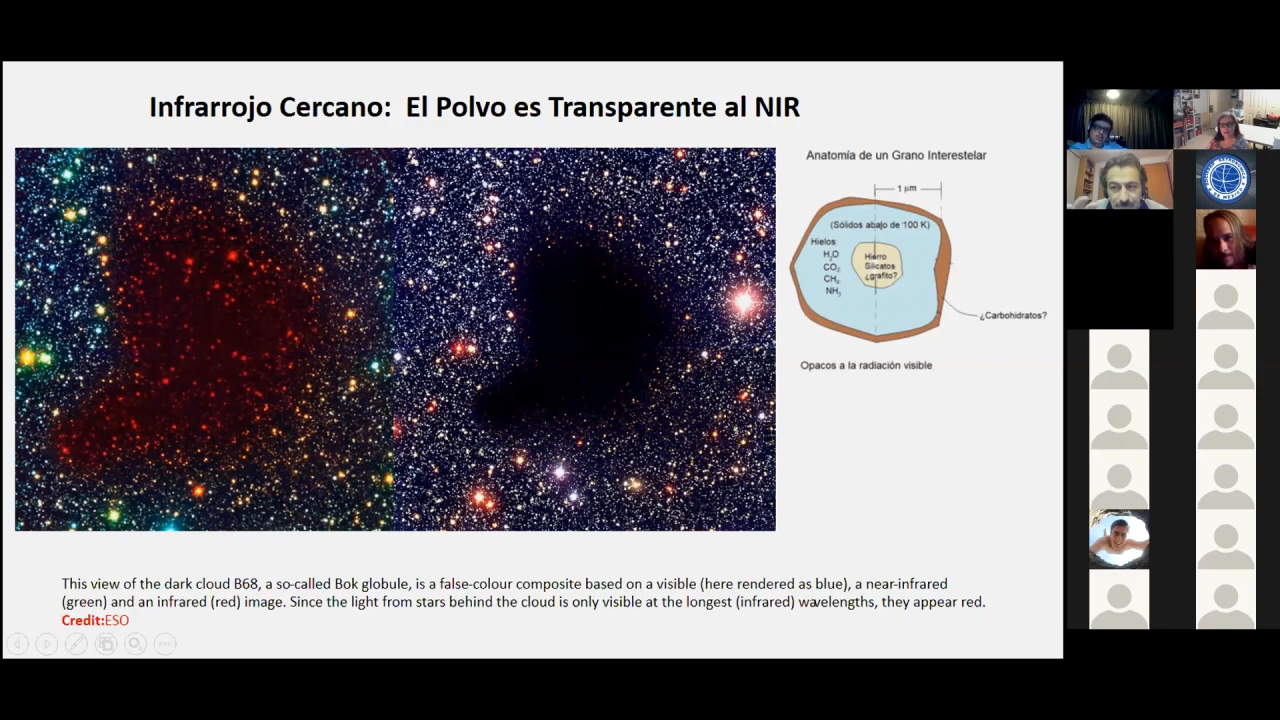 Infrarrojo Cercano: El Polvo es Transparente al NIR
Anatomía de un Grano Interestelar
1 µm
(Sólidos abajo de 100 K)
Hielos
H₂O
CO₂
CH₄
NH₃
Hierro
Silicatos
¿grafito?
¿Carbohidratos?
Opacos a la radiación visible
This view of the dark cloud B68, a so-called Bok globule, is a false-colour composite based on a visible (here rendered as blue), a near-infrared
(green) and an infrared (red) image. Since the light from stars behind the cloud is only visible at the longest (infrared) wavelengths, they appear red.
Credit:ESO